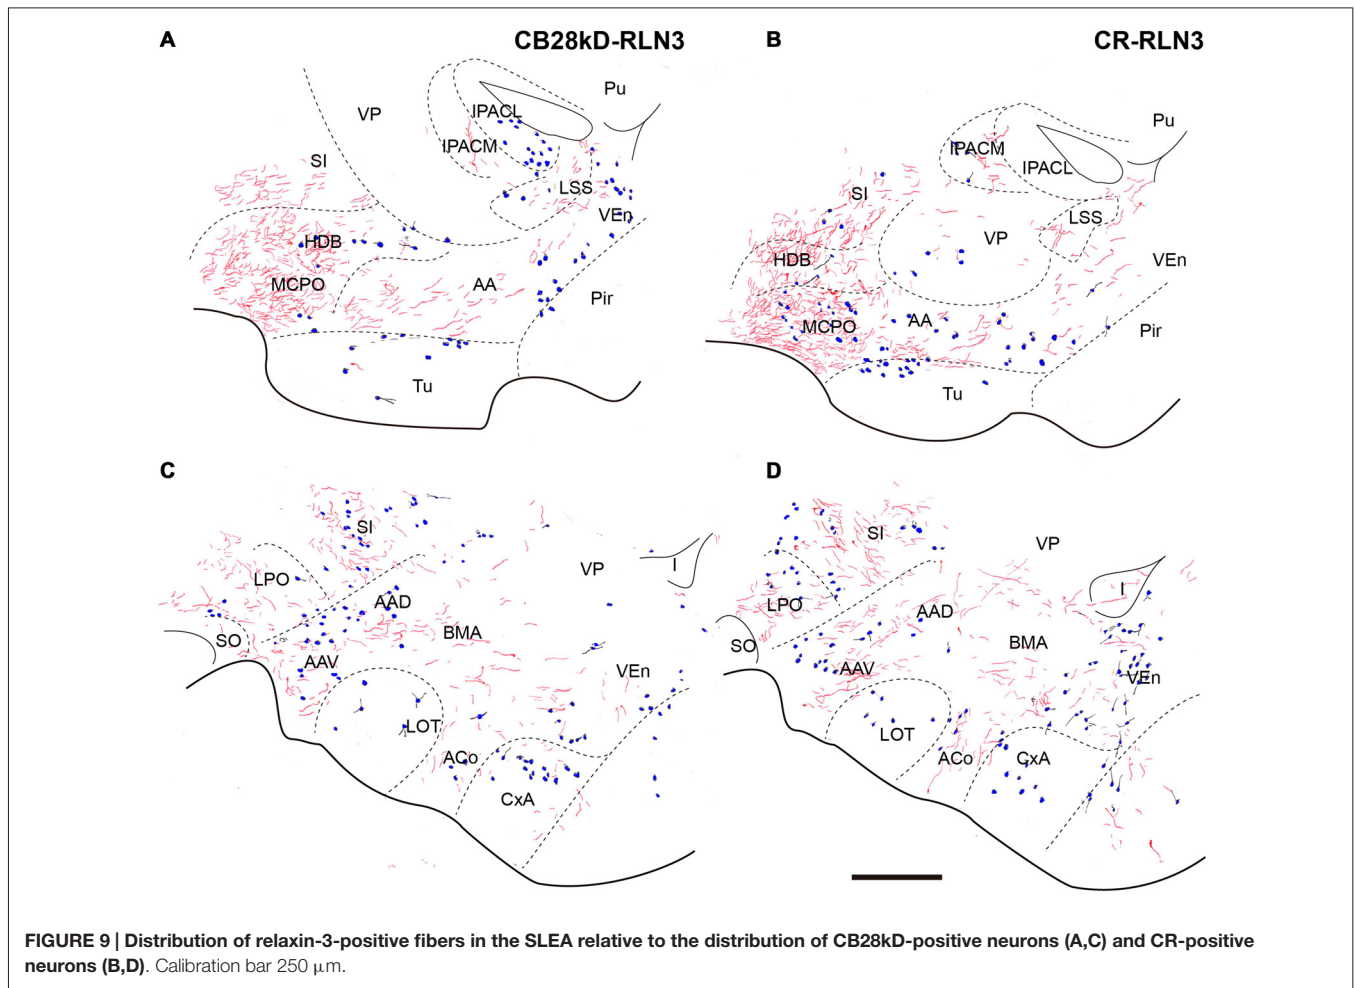 A CB28kD-RLN3
B CR-RLN3
VP
IPACL
Pu
IPACM
SI
LSS
VEn
HDB
MCPO
AA
Pir
Tu
Pu
IPACM
IPACL
SI
LSS
VP
HDB
VEn
MCPO
AA
Pir
Tu
C
SI
VP
I
LPO
AAD
SO
BMA
AAV
VEn
LOT
ACo
CxA
D
SI
VP
I
LPO
AAD
SO
BMA
AAV
VEn
LOT
ACo
CxA
FIGURE 9 | Distribution of relaxin-3-positive fibers in the SLEA relative to the distribution of CB28kD-positive neurons (A,C) and CR-positive
neurons (B,D). Calibration bar 250 μm.